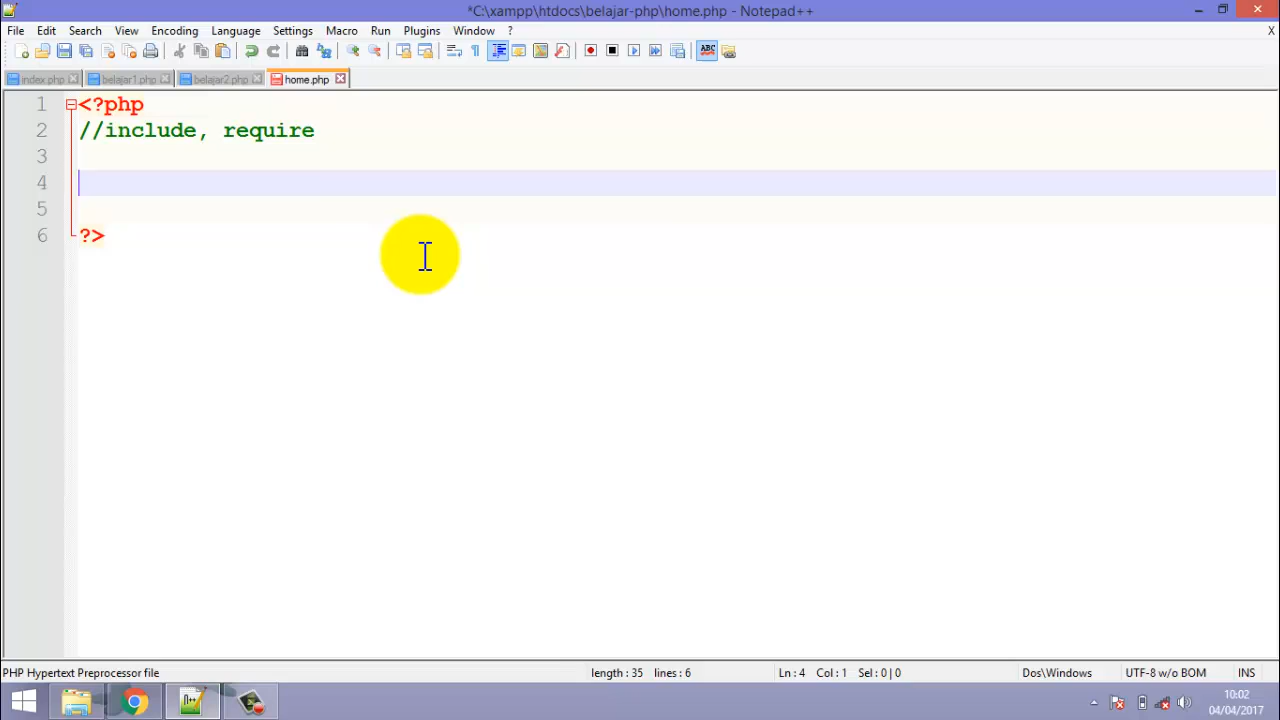 *C:\xampp\htdocs\belajar-php\home.php - Notepad++
File Edit Search View Encoding Language Settings Macro Run Plugins Window ? X
ABC
index.php belajar1.php belajar2.php home.php
1 <?php
2 //include, require
3
4
5
6 ?>
PHP Hypertext Preprocessor file length : 35 lines : 6 Ln : 4 Col : 1 Sel : 0 | 0 Dos\Windows UTF-8 w/o BOM INS
10:02
04/04/2017